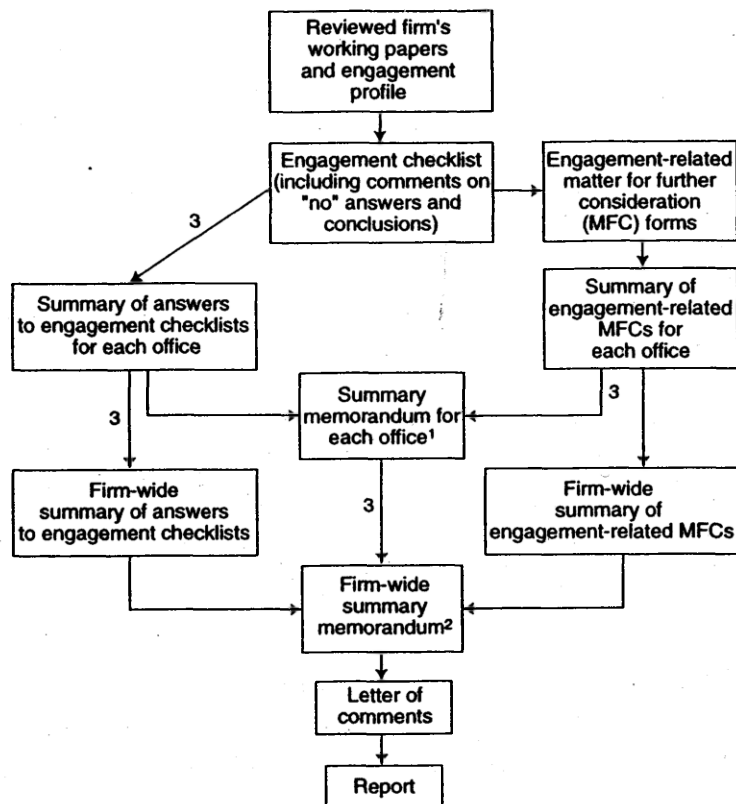 Reviewed firm's
working papers
and engagement
profile
Engagement checklist
(including comments on
"no" answers and
conclusions)
Engagement-related
matter for further
consideration
(MFC) forms
3
Summary of answers
to engagement checklists
for each office
Summary of
engagement-related
MFCs for
each office
3
Summary
memorandum for
each office¹
3
Firm-wide
summary of answers
to engagement checklists
3
Firm-wide
summary of
engagement-related MFCs
Firm-wide
summary
memorandum²
Letter of
comments
Report